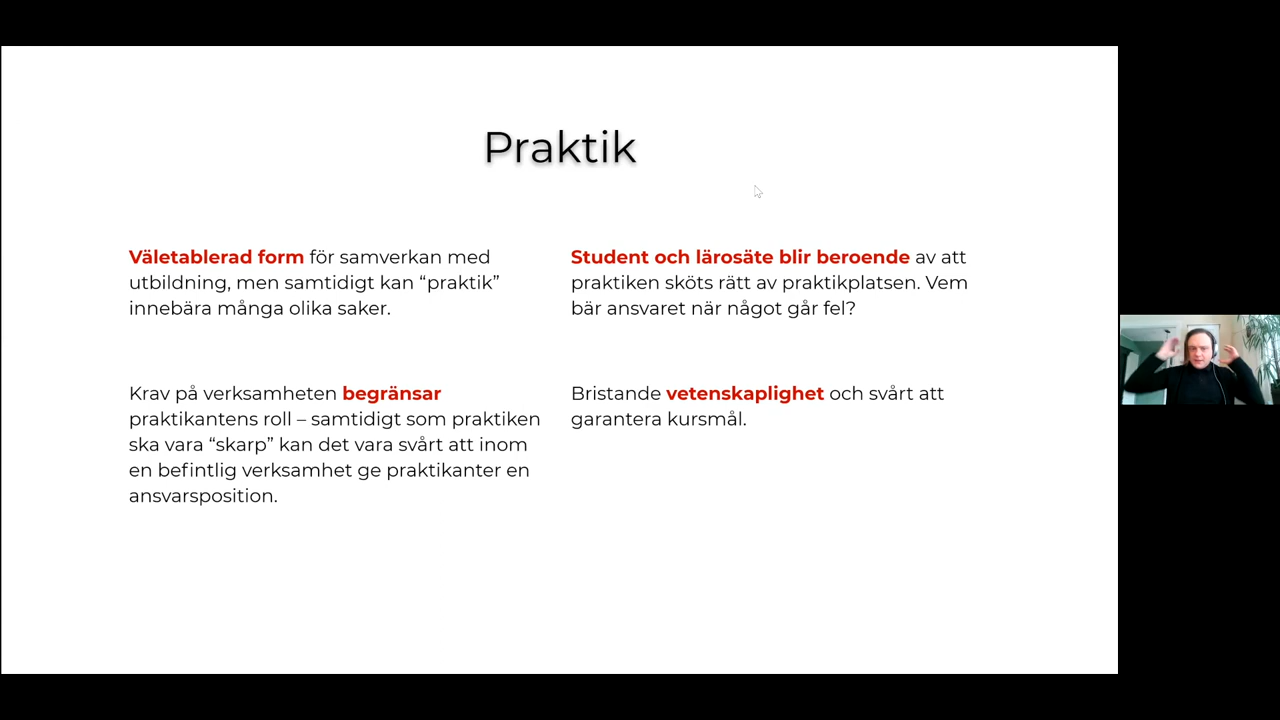 Praktik
Väletablerad form för samverkan med
utbildning, men samtidigt kan “praktik”
innebära många olika saker.
Krav på verksamheten begränsar
praktikantens roll – samtidigt som praktiken
ska vara “skarp” kan det vara svårt att inom
en befintlig verksamhet ge praktikanter en
ansvarsposition.
Student och lärosäte blir beroende av att
praktiken sköts rätt av praktikplatsen. Vem
bär ansvaret när något går fel?
Bristande vetenskaplighet och svårt att
garantera kursmål.